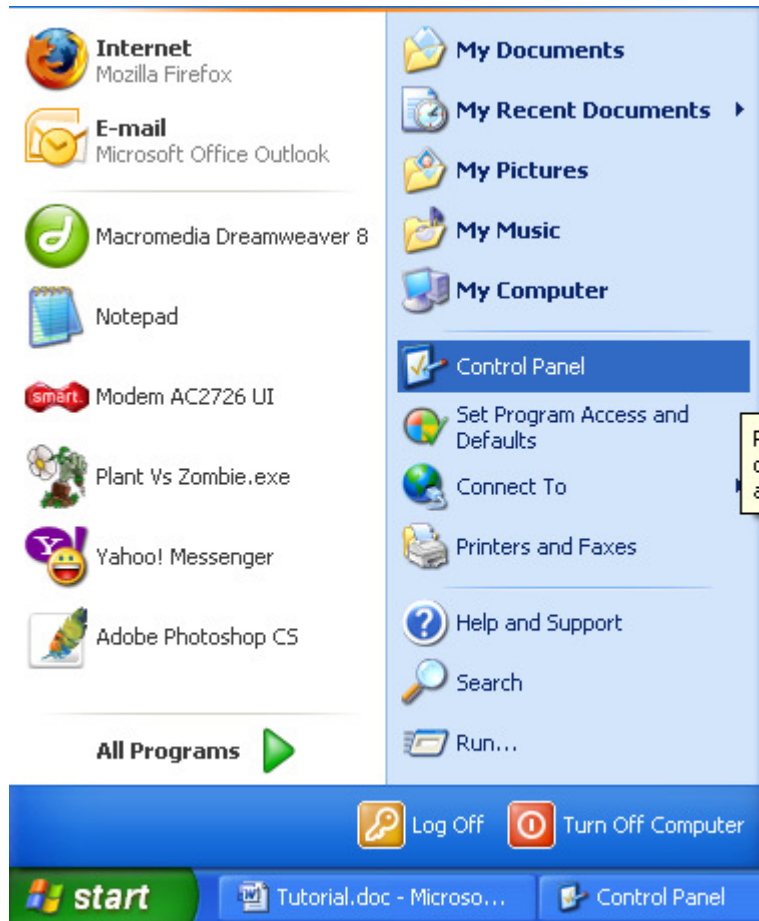 Internet
Mozilla Firefox
E-mail
Microsoft Office Outlook
Macromedia Dreamweaver 8
Notepad
smart.
Modem AC2726 UI
Plant Vs Zombie.exe
Yahoo! Messenger
Adobe Photoshop CS
All Programs
My Documents
My Recent Documents
My Pictures
My Music
My Computer
Control Panel
Set Program Access and
Defaults
Connect To
Printers and Faxes
Help and Support
Search
Run...
Log Off
Turn Off Computer
start
Tutorial.doc - Microso...
Control Panel